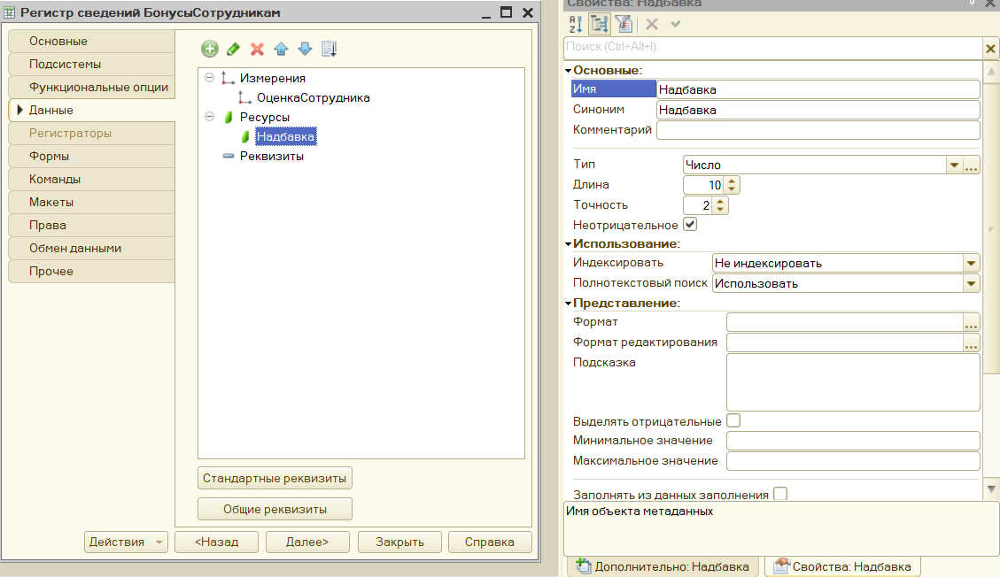 Регистр сведений БонусыСотрудникам
Основные
Подсистемы
Функциональные опции
Данные
Регистраторы
Формы
Команды
Макеты
Права
Обмен данными
Прочее
Измерения
ОценкаСотрудника
Ресурсы
Надбавка
Реквизиты
Стандартные реквизиты
Общие реквизиты
Действия
<Назад
Далее>
Закрыть
Справка
Свойства: Надбавка
Поиск (Ctrl+Alt+I)
Основные:
Имя Надбавка
Синоним Надбавка
Комментарий
Тип Число ...
Длина 10
Точность 2
Неотрицательное
Использование:
Индексировать Не индексировать
Полнотекстовый поиск Использовать
Представление:
Формат ...
Формат редактирования ...
Подсказка
Выделять отрицательные
Минимальное значение
Максимальное значение
Заполнять из данных заполнения
Имя объекта метаданных
Дополнительно: Надбавка
Свойства: Надбавка